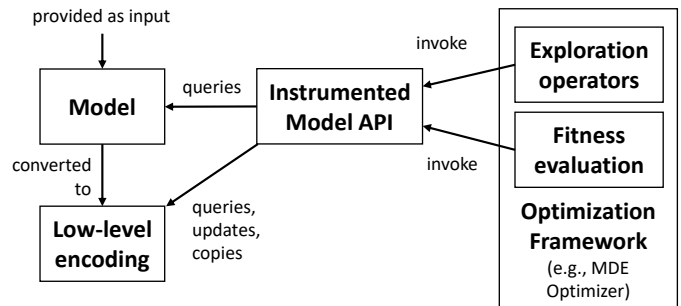 provided as input
Model
converted
to
Low-level
encoding
queries
queries,
updates,
copies
Instrumented
Model API
invoke
invoke
Exploration
operators
Fitness
evaluation
Optimization
Framework
(e.g., MDE
Optimizer)